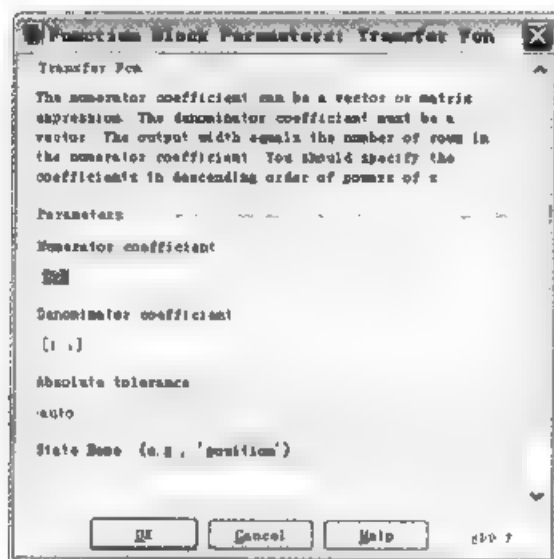 Function Block Parameters: Transfer Fcn
Transfer Fcn
The numerator coefficient can be a vector or matrix
expression. The denominator coefficient must be a
vector. The output width equals the number of rows in
the numerator coefficient. You should specify the
coefficients in descending order of powers of s
Parameters
Numerator coefficient
Denominator coefficient
Absolute tolerance
auto
State Name (e.g., 'position')
OK Cancel Help